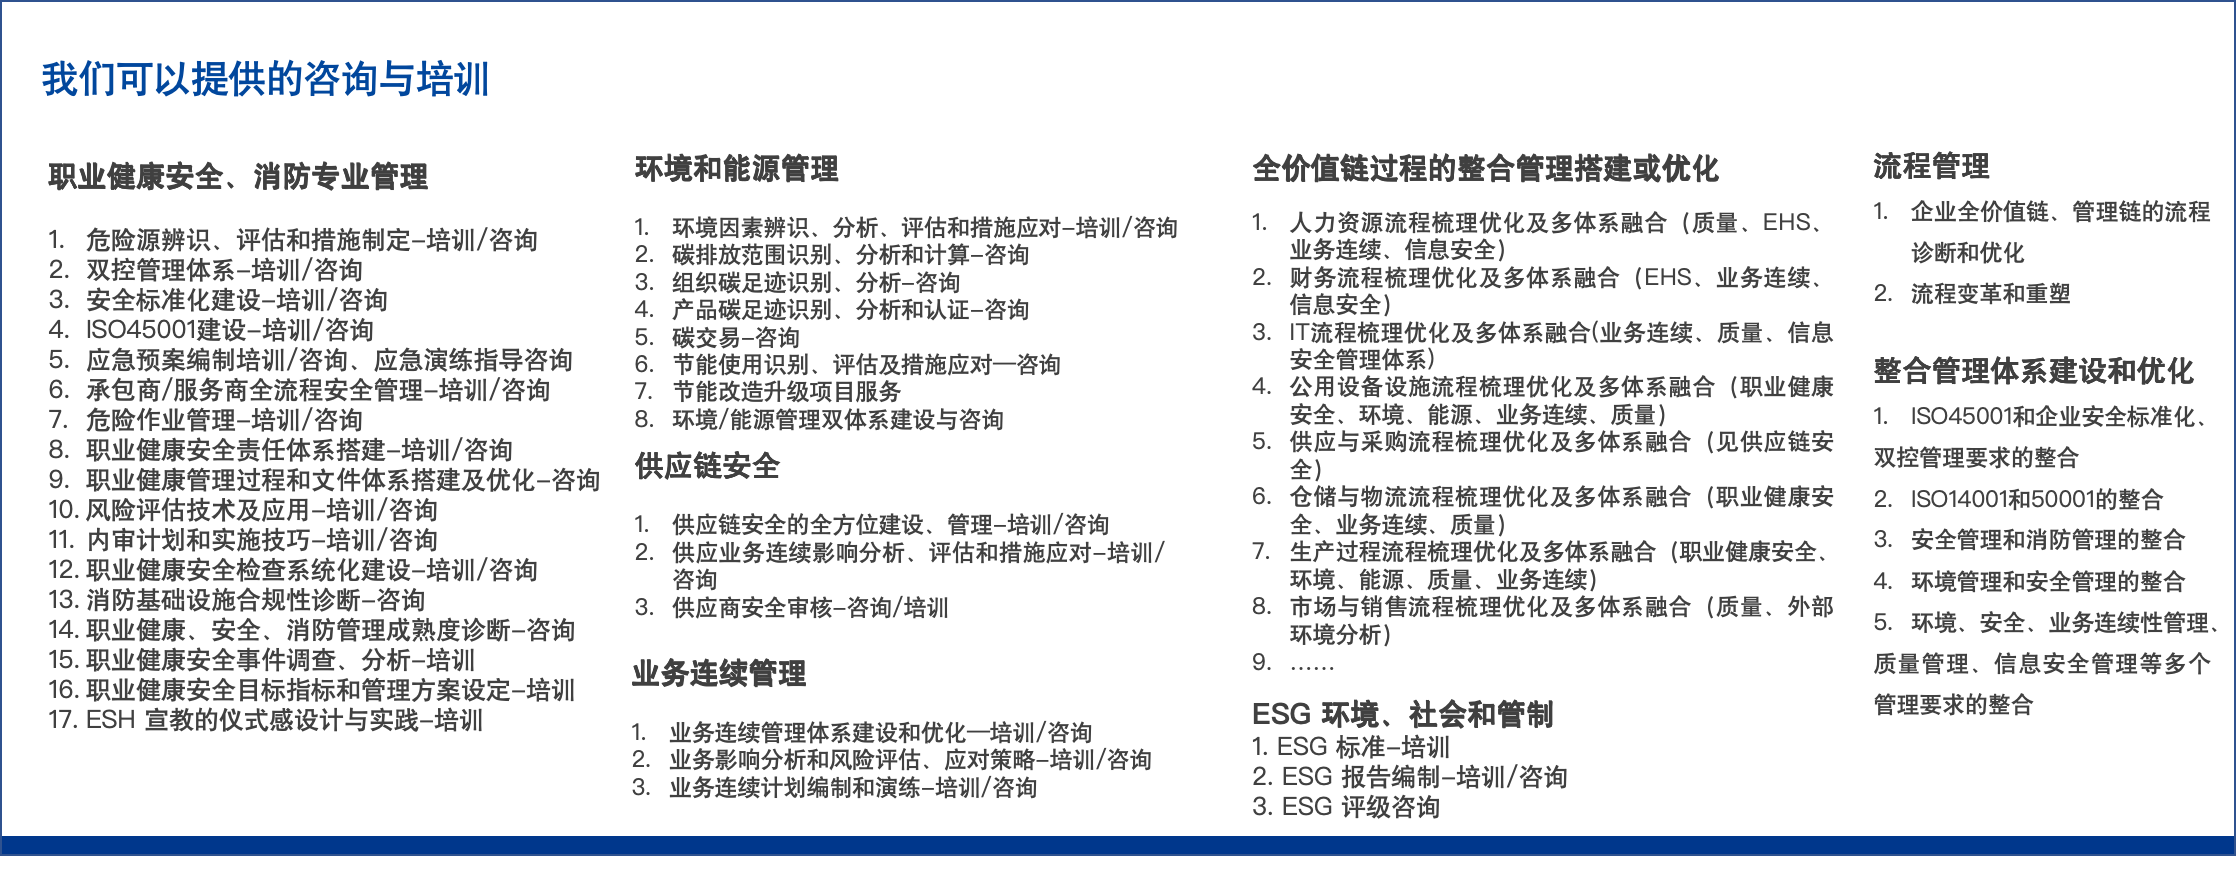 我们可以提供的咨询与培训
职业健康安全、消防专业管理
1. 危险源辨识、评估和措施制定-培训/咨询
2. 双控管理体系-培训/咨询
3. 安全标准化建设-培训/咨询
4. ISO45001建设-培训/咨询
5. 应急预案编制培训/咨询、应急演练指导咨询
6. 承包商/服务商全流程安全管理-培训/咨询
7. 危险作业管理-培训/咨询
8. 职业健康安全责任体系搭建-培训/咨询
9. 职业健康管理过程和文件体系搭建及优化-咨询
10. 风险评估技术及应用-培训/咨询
11. 内审计划和实施技巧-培训/咨询
12. 职业健康安全检查系统化建设-培训/咨询
13. 消防基础设施合规性诊断-咨询
14. 职业健康、安全、消防管理成熟度诊断-咨询
15. 职业健康安全事件调查、分析-培训
16. 职业健康安全目标指标和管理方案设定-培训
17. ESH 宣教的仪式感设计与实践-培训
环境和能源管理
1. 环境因素辨识、分析、评估和措施应对-培训/咨询
2. 碳排放范围识别、分析和计算-咨询
3. 组织碳足迹识别、分析-咨询
4. 产品碳足迹识别、分析和认证-咨询
5. 碳交易-咨询
6. 节能使用识别、评估及措施应对—咨询
7. 节能改造升级项目服务
8. 环境/能源管理双体系建设与咨询
供应链安全
1. 供应链安全的全方位建设、管理-培训/咨询
2. 供应业务连续影响分析、评估和措施应对-培训/
咨询
3. 供应商安全审核-咨询/培训
业务连续管理
1. 业务连续管理体系建设和优化—培训/咨询
2. 业务影响分析和风险评估、应对策略-培训/咨询
3. 业务连续计划编制和演练-培训/咨询
全价值链过程的整合管理搭建或优化
1. 人力资源流程梳理优化及多体系融合（质量、EHS、
业务连续、信息安全）
2. 财务流程梳理优化及多体系融合（EHS、业务连续、
信息安全）
3. IT流程梳理优化及多体系融合(业务连续、质量、信息
安全管理体系）
4. 公用设备设施流程梳理优化及多体系融合（职业健康
安全、环境、能源、业务连续、质量）
5. 供应与采购流程梳理优化及多体系融合（见供应链安
全）
6. 仓储与物流流程梳理优化及多体系融合（职业健康安
全、业务连续、质量）
7. 生产过程流程梳理优化及多体系融合（职业健康安全、
环境、能源、质量、业务连续）
8. 市场与销售流程梳理优化及多体系融合（质量、外部
环境分析）
9. ……
ESG 环境、社会和管制
1. ESG 标准-培训
2. ESG 报告编制-培训/咨询
3. ESG 评级咨询
流程管理
1. 企业全价值链、管理链的流程
诊断和优化
2. 流程变革和重塑
整合管理体系建设和优化
1. ISO45001和企业安全标准化、
双控管理要求的整合
2. ISO14001和50001的整合
3. 安全管理和消防管理的整合
4. 环境管理和安全管理的整合
5. 环境、安全、业务连续性管理、
质量管理、信息安全管理等多个
管理要求的整合